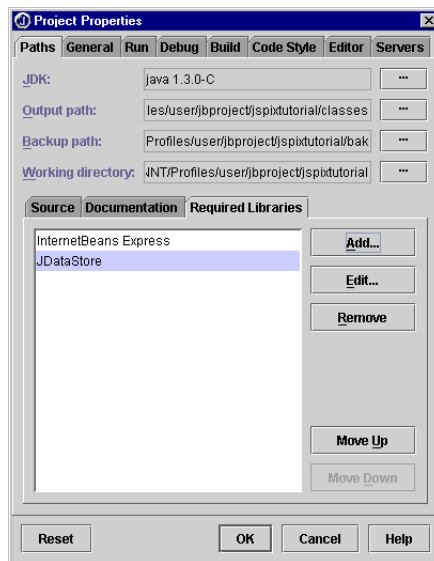 Project Properties
Paths General Run Debug Build Code Style Editor Servers
JDK: java 1.3.0-C ...
Output path: les/user/jbproject/jspixtutorial/classes ...
Backup path: Profiles/user/jbproject/jspixtutorial/bak ...
Working directory: NT/Profiles/user/jbproject/jspixtutorial ...
Source Documentation Required Libraries
InternetBeans Express
JDataStore
Add...
Edit...
Remove
Move Up
Move Down
Reset OK Cancel Help